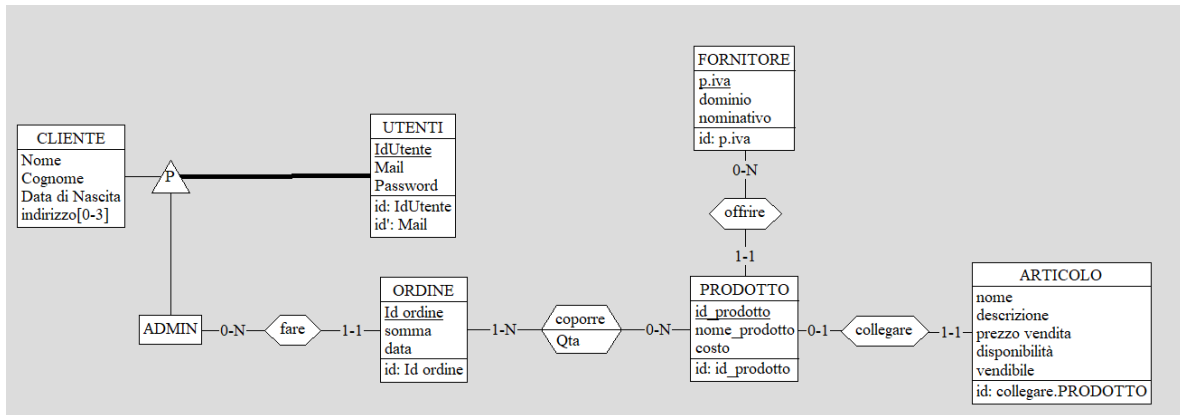 FORNITORE
p.iva
dominio
nominativo
id: p.iva
CLIENTE
Nome
Cognome
Data di Nascita
indirizzo[0-3]
P
UTENTI
IdUtente
Mail
Password
id: IdUtente
id': Mail
0-N
offrire
1-1
ADMIN
0-N
fare
1-1
ORDINE
Id ordine
somma
data
id: Id ordine
1-N
coporre
Qta
0-N
PRODOTTO
id_prodotto
nome_prodotto
costo
id: id_prodotto
0-1
collegare
1-1
ARTICOLO
nome
descrizione
prezzo vendita
disponibilità
vendibile
id: collegare.PRODOTTO